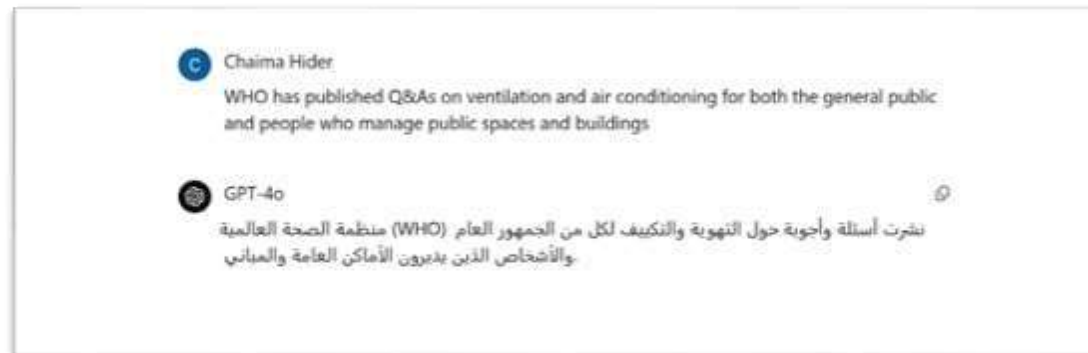 C Chaima Hider
WHO has published Q&As on ventilation and air conditioning for both the general public
and people who manage public spaces and buildings
GPT-4o
نشرت أسئلة وأجوبة حول التهوية والتكييف لكل من الجمهور العام (WHO) منظمة الصحة العالمية
.والأشخاص الذين يديرون الأماكن العامة والمباني